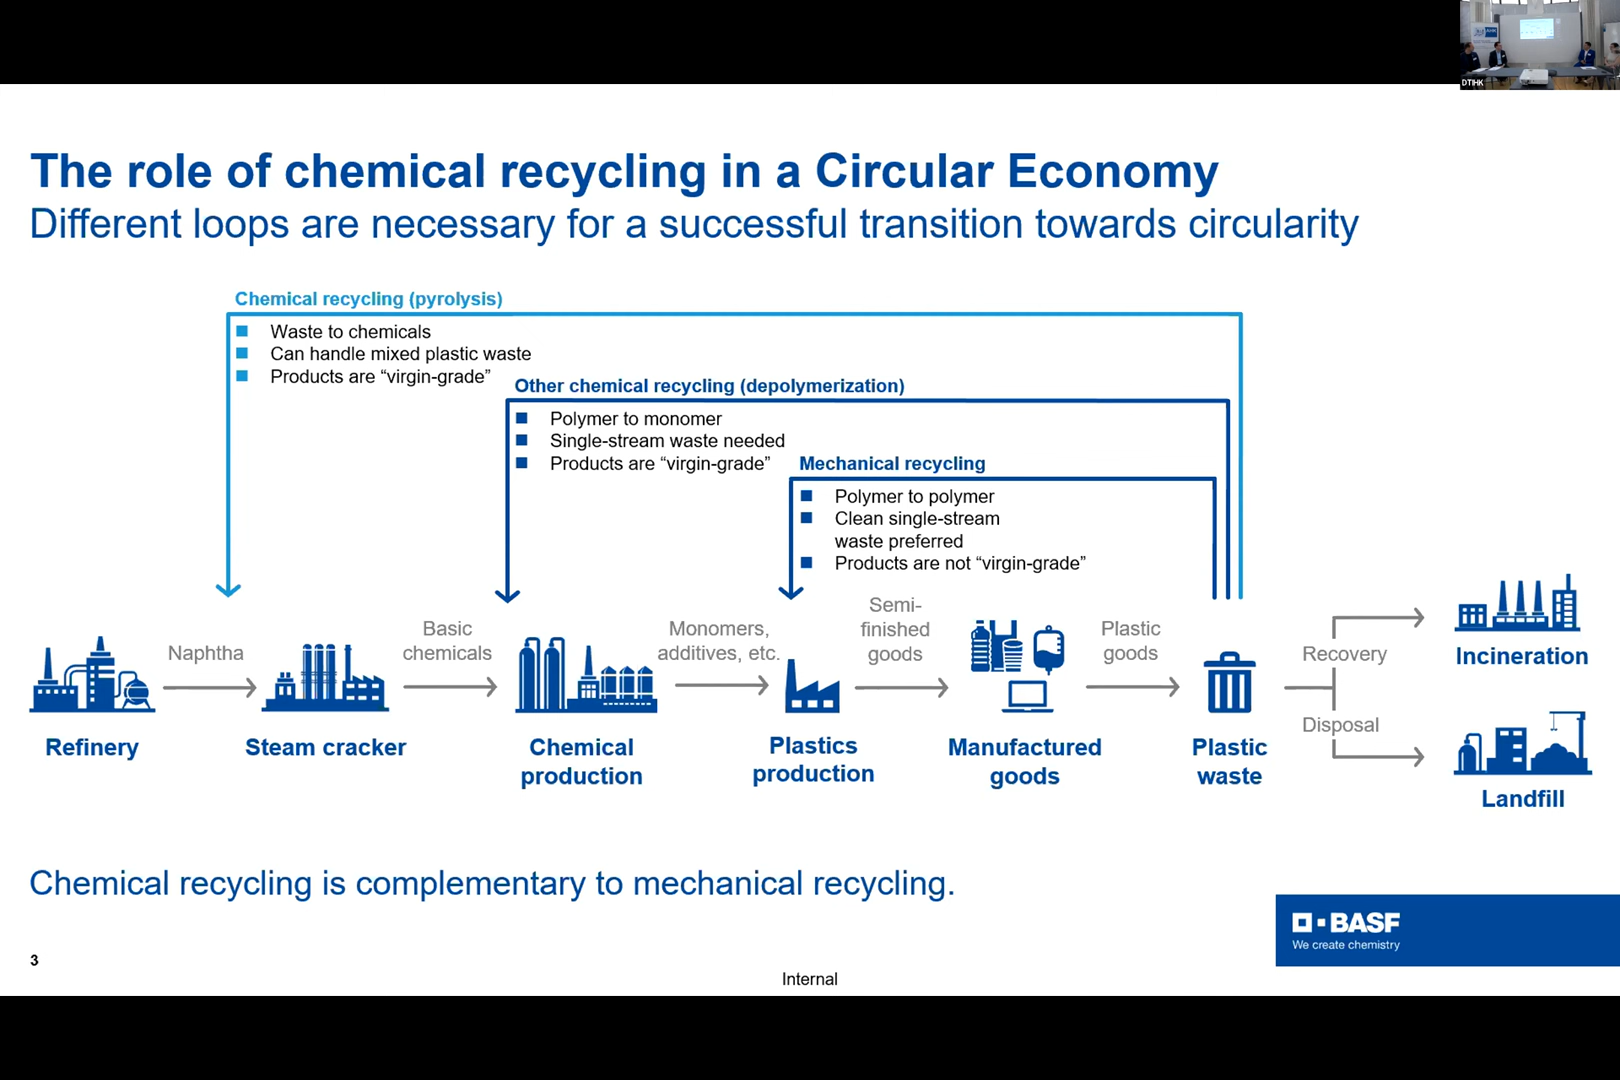 DTIHK
The role of chemical recycling in a Circular Economy
Different loops are necessary for a successful transition towards circularity
Chemical recycling (pyrolysis)
Waste to chemicals
Can handle mixed plastic waste
Products are “virgin-grade”
Other chemical recycling (depolymerization)
Polymer to monomer
Single-stream waste needed
Products are “virgin-grade”
Mechanical recycling
Polymer to polymer
Clean single-stream
waste preferred
Products are not “virgin-grade”
Naphtha
Basic
chemicals
Monomers,
additives, etc.
Semi-
finished
goods
Plastic
goods
Recovery
Disposal
Refinery
Steam cracker
Chemical
production
Plastics
production
Manufactured
goods
Plastic
waste
Incineration
Landfill
Chemical recycling is complementary to mechanical recycling.
BASF
We create chemistry
3
Internal